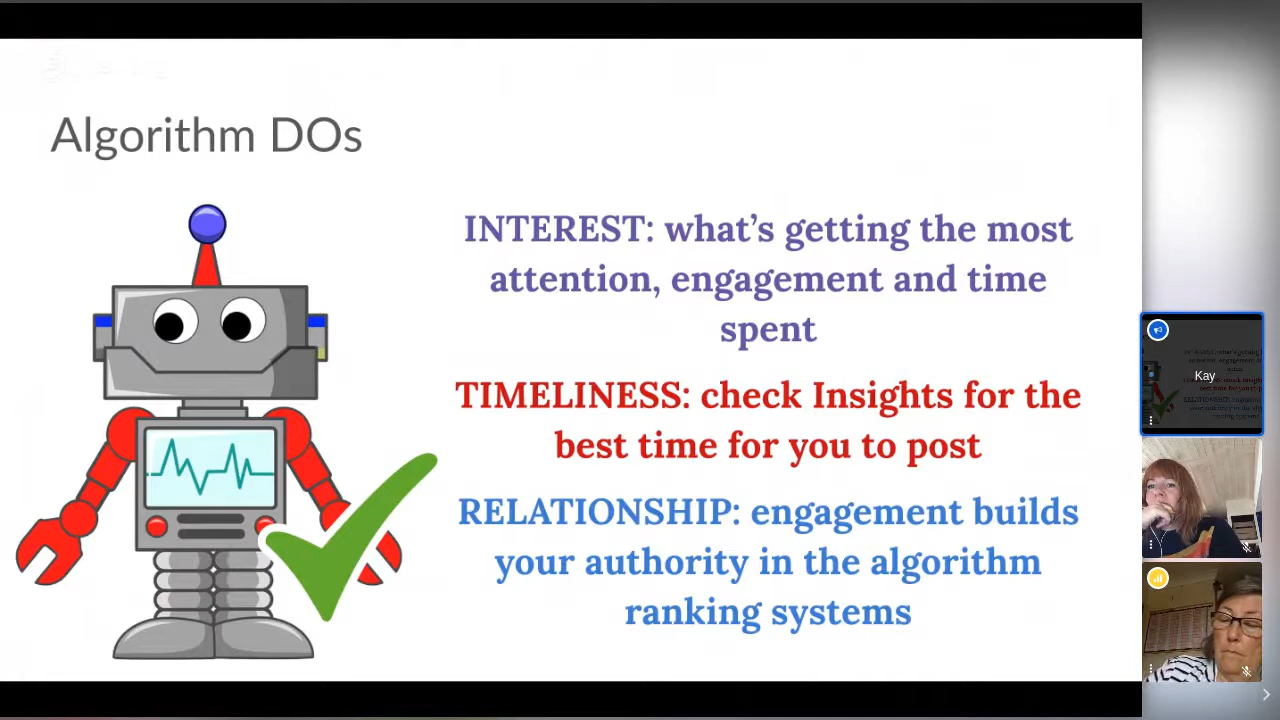 Algorithm DOs
INTEREST: what's getting the most
attention, engagement and time
spent
TIMELINESS: check Insights for the
best time for you to post
RELATIONSHIP: engagement builds
your authority in the algorithm
ranking systems
Kay